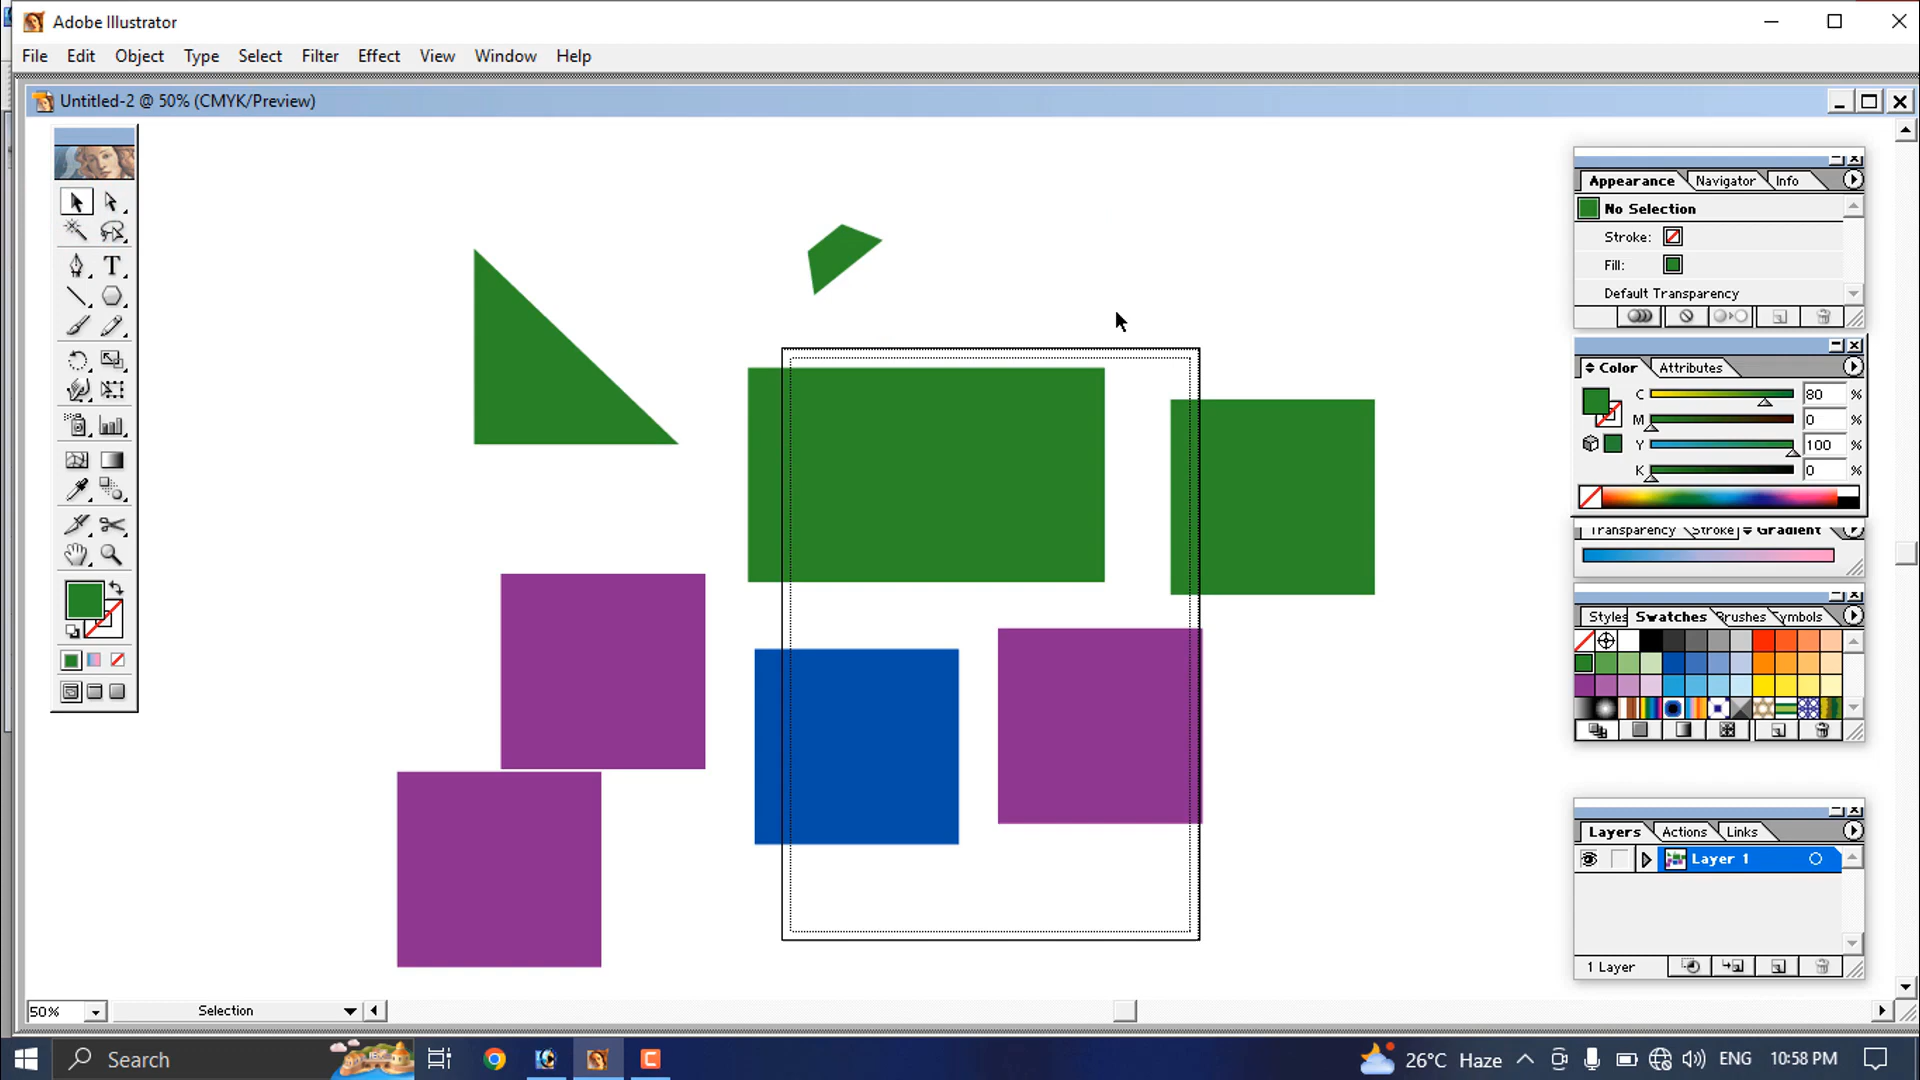 Adobe Illustrator
File Edit Object Type Select Filter Effect View Window Help
Untitled-2 @ 50% (CMYK/Preview)
Appearance Navigator Info
No Selection
Stroke:
Fill:
Default Transparency
Color Attributes
C 80 %
M 0 %
Y 100 %
K 0 %
Transparency Stroke Gradient
Styles Swatches Brushes Symbols
Layers Actions Links
Layer 1
1 Layer
50% Selection
Search 26°C Haze ENG 10:58 PM